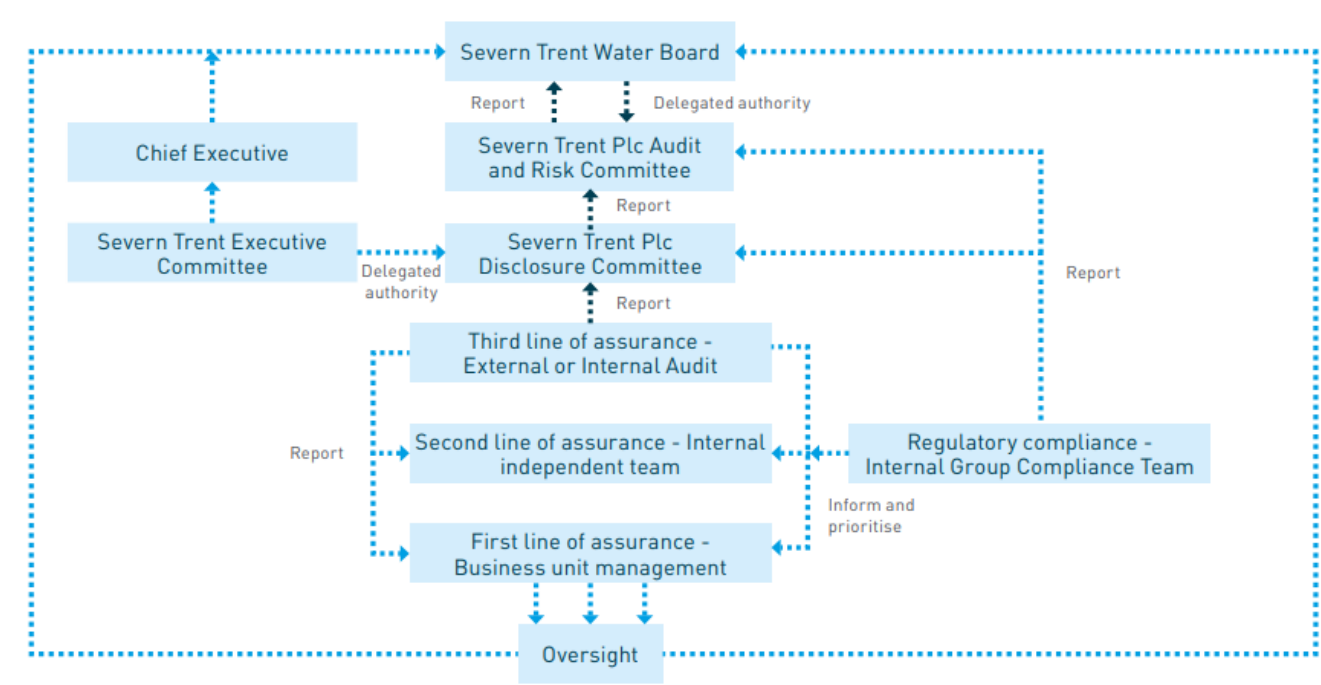 Severn Trent Water Board
Report
Delegated authority
Chief Executive
Severn Trent Plc Audit
and Risk Committee
Report
Severn Trent Executive
Committee
Delegated
authority
Severn Trent Plc
Disclosure Committee
Report
Report
Third line of assurance -
External or Internal Audit
Report
Second line of assurance - Internal
independent team
Regulatory compliance -
Internal Group Compliance Team
Inform and
prioritise
First line of assurance -
Business unit management
Oversight